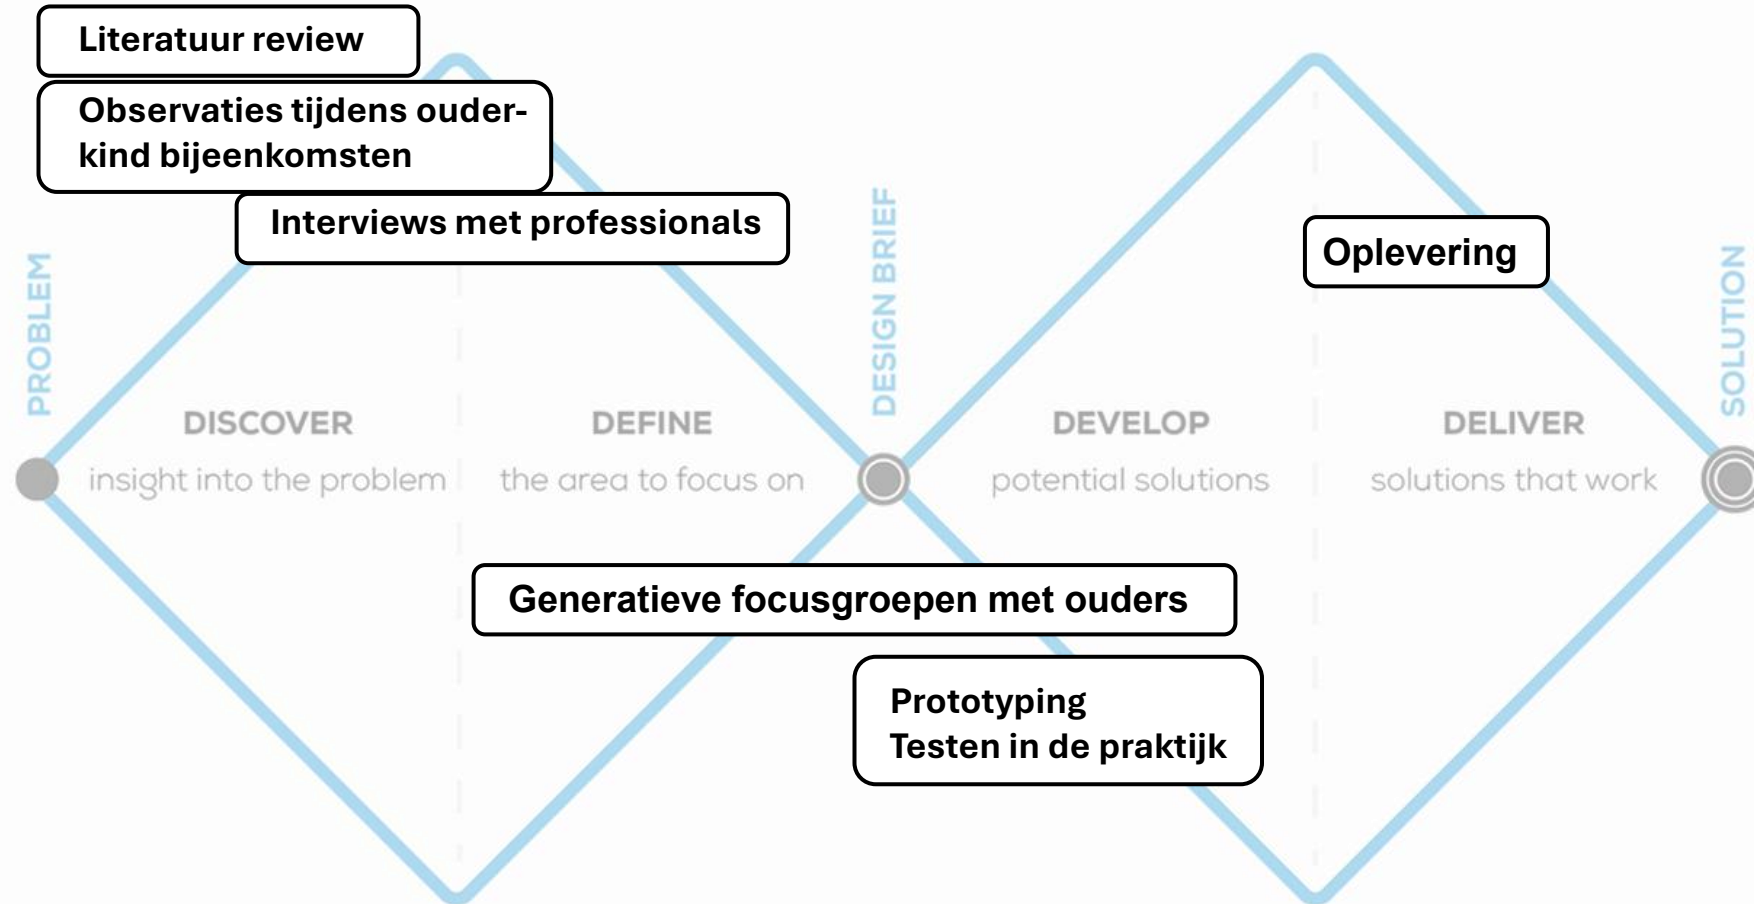 Literatuur review
Observaties tijdens ouder-
kind bijeenkomsten
Interviews met professionals
Oplevering
PROBLEM
DESIGN BRIEF
SOLUTION
DISCOVER
insight into the problem
DEFINE
the area to focus on
DEVELOP
potential solutions
DELIVER
solutions that work
Generatieve focusgroepen met ouders
Prototyping
Testen in de praktijk